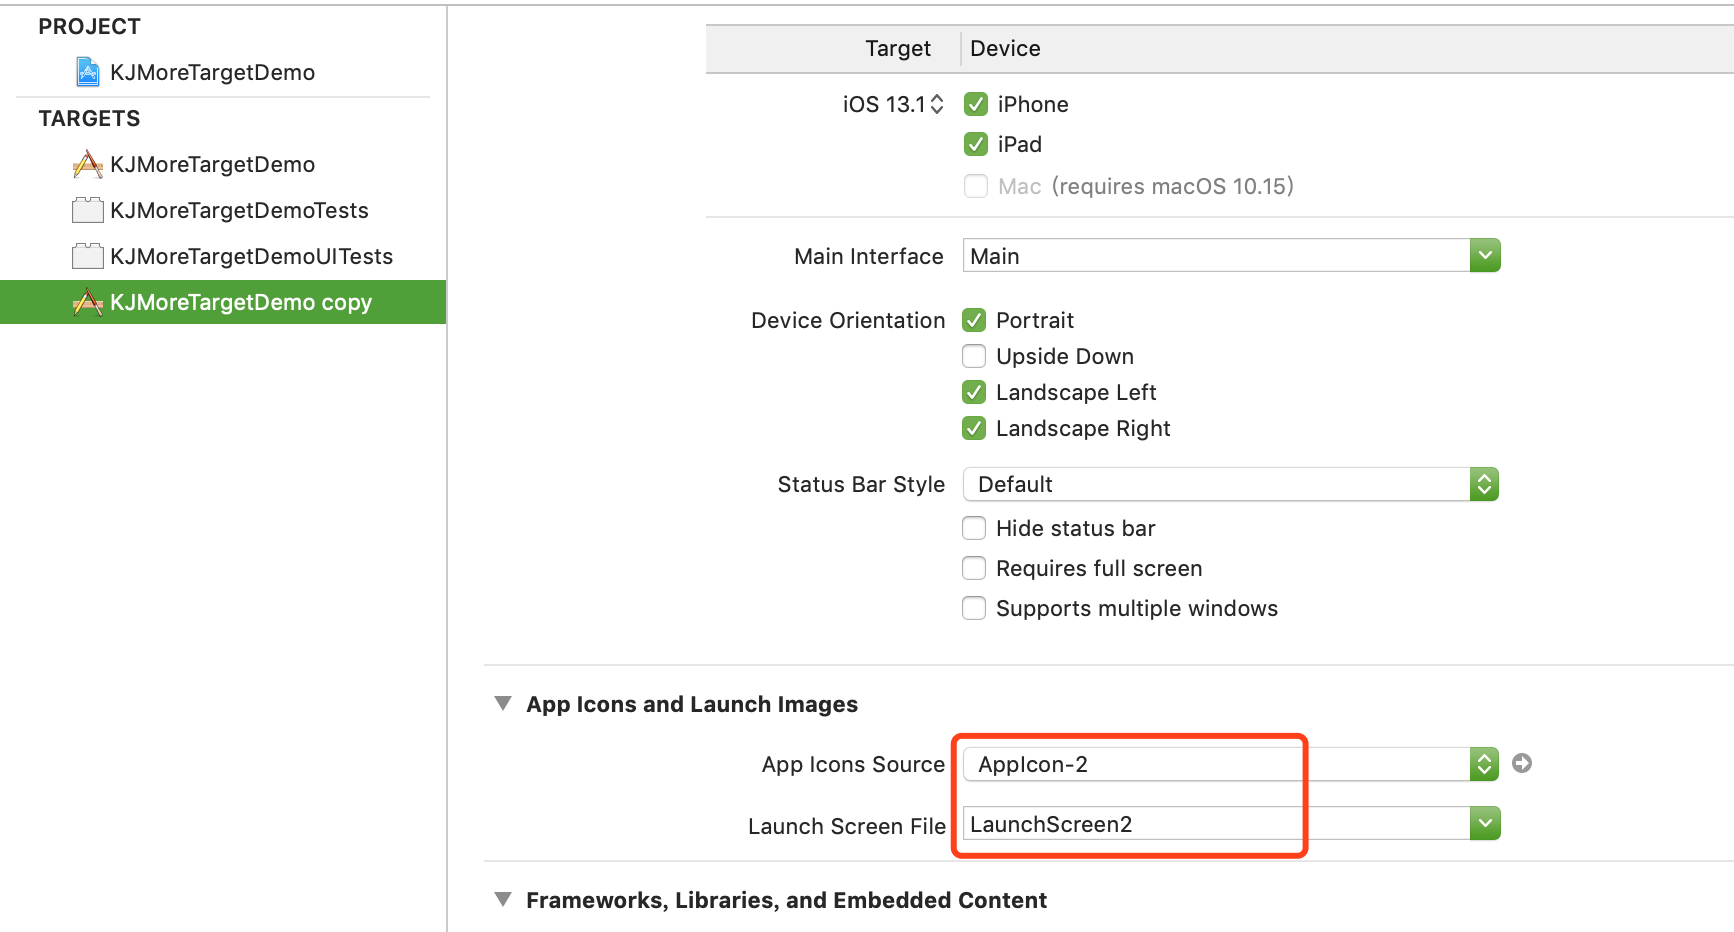 PROJECT
KJMoreTargetDemo
TARGETS
KJMoreTargetDemo
KJMoreTargetDemoTests
KJMoreTargetDemoUITests
KJMoreTargetDemo copy
Target Device
iOS 13.1 iPhone
iPad
Mac (requires macOS 10.15)
Main Interface Main
Device Orientation Portrait
Upside Down
Landscape Left
Landscape Right
Status Bar Style Default
Hide status bar
Requires full screen
Supports multiple windows
App Icons and Launch Images
App Icons Source AppIcon-2
Launch Screen File LaunchScreen2
Frameworks, Libraries, and Embedded Content